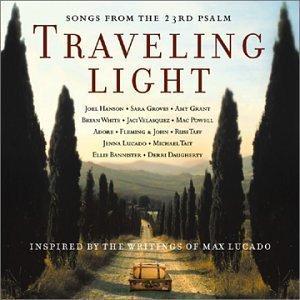 SONGS FROM THE 23RD PSALM
TRAVELING
LIGHT
JOEL HANSON · SARA GROVES · AMY GRANT
BRIAN WHITE · JACI VELASQUEZ · MAC POWELL
ADORE · FLEMING & JOHN · RUSS TAFF
JENNA LUCADO · MICHAEL TAIT
ELLIE BANNISTER · DERRI DAUGHERTY
INSPIRED BY THE WRITINGS OF MAX LUCADO